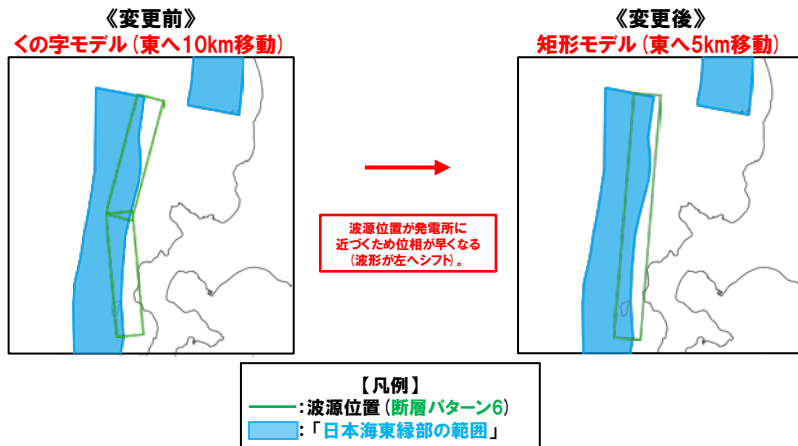 《変更前》
くの字モデル(東へ10km移動)
《変更後》
矩形モデル(東へ5km移動)
波源位置が発電所に
近づくため位相が早くなる
(波形が左へシフト)。
【凡例】
:波源位置(断層パターン6)
:「日本海東縁部の範囲」